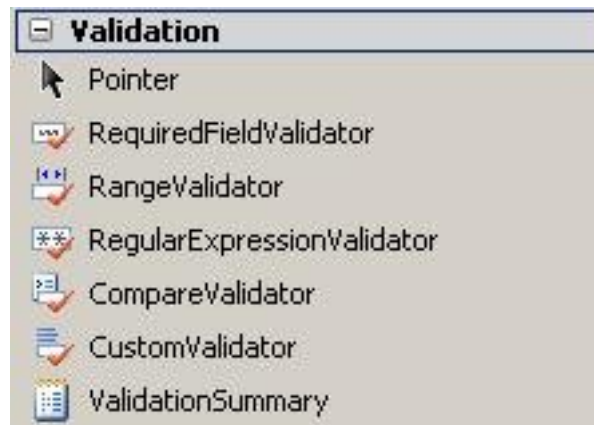 Validation
Pointer
RequiredFieldValidator
RangeValidator
RegularExpressionValidator
CompareValidator
CustomValidator
ValidationSummary